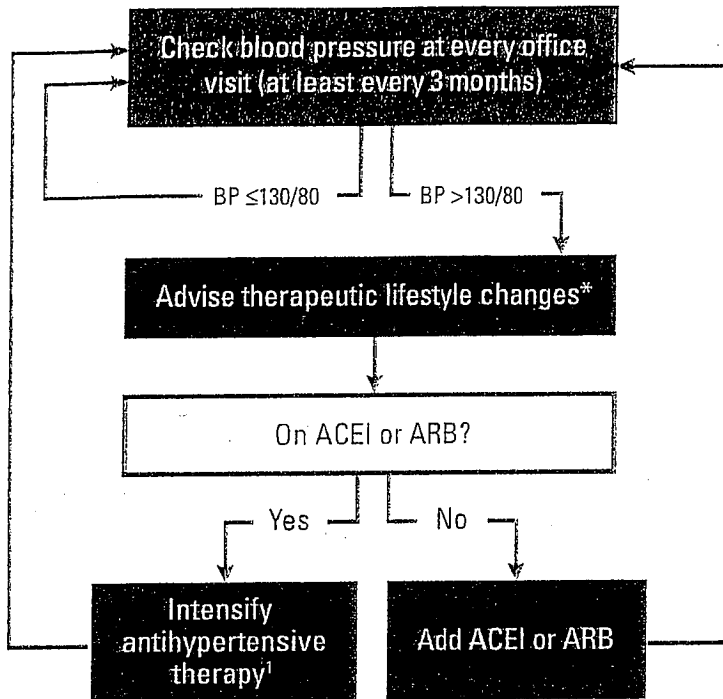 Check blood pressure at every office
visit (at least every 3 months)
BP ≤130/80
BP >130/80
Advise therapeutic lifestyle changes*
On ACEI or ARB?
Yes
No
Intensify
antihypertensive
therapy¹
Add ACEI or ARB